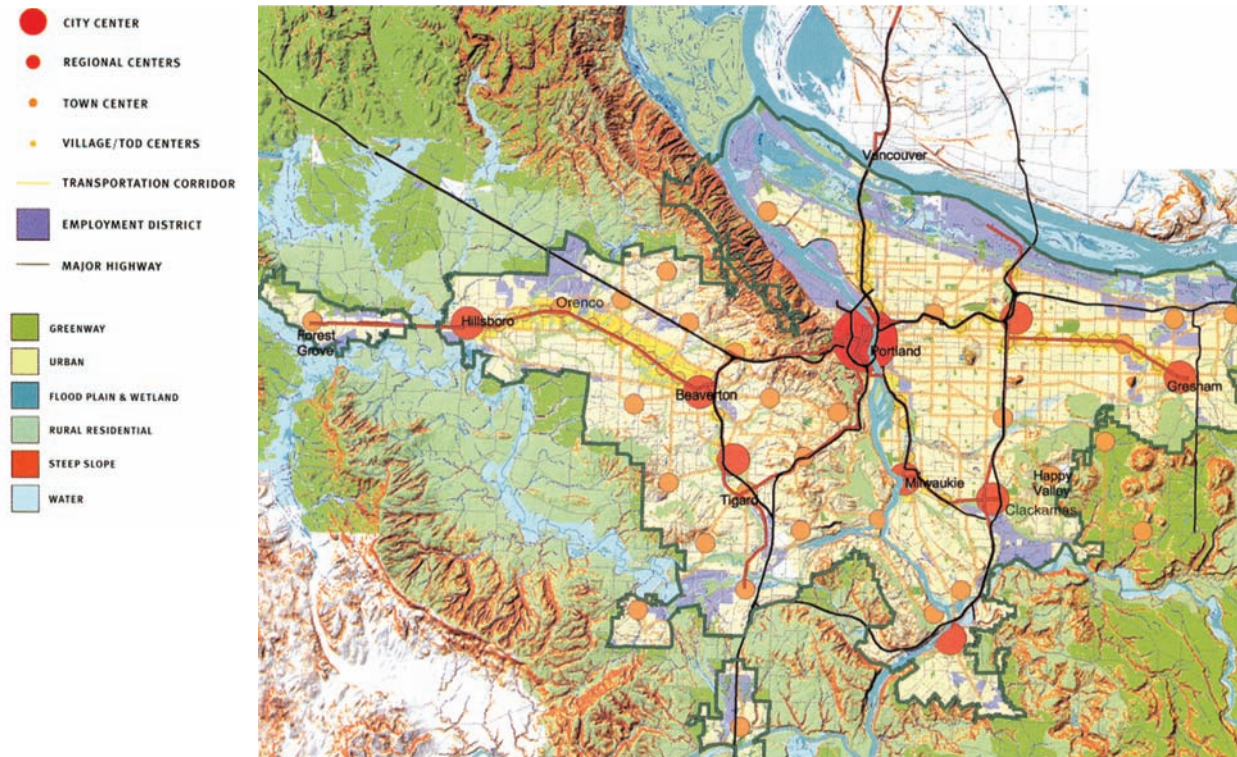 CITY CENTER
REGIONAL CENTERS
TOWN CENTER
VILLAGE/TOD CENTERS
TRANSPORTATION CORRIDOR
EMPLOYMENT DISTRICT
MAJOR HIGHWAY
GREENWAY
URBAN
FLOOD PLAIN & WETLAND
RURAL RESIDENTIAL
STEEP SLOPE
WATER
Vancouver
Orenco
Hillsboro
Forest
Grove
Portland
Beaverton
Gresham
Milwaukie
Happy
Valley
Tigard
Clackamas